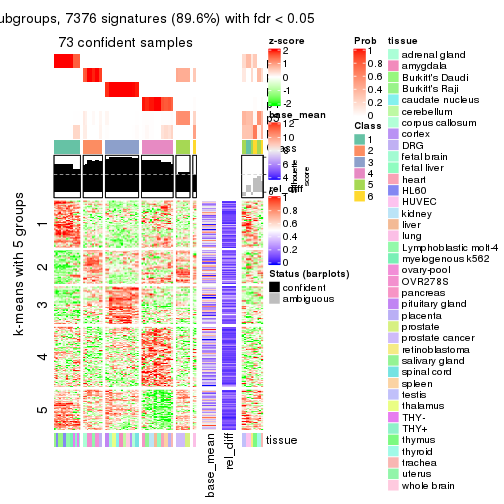 ubgroups, 7376 signatures (89.6%) with fdr < 0.05
73 confident samples
k-means with 5 groups
1
2
3
4
5
base_mean
rel_diff
tissue
z-score
2
1
0
-1
-2
base_mean
12
10
8
6
4
rel_diff
1
0.8
0.6
0.4
0.2
0
Status (barplots)
confident
ambiguous
Silhouette
score
Prob
1
0.8
0.6
0.4
0.2
0
Class
1
2
3
4
5
6
tissue
adrenal gland
amygdala
Burkitt's Daudi
Burkitt's Raji
caudate nucleus
cerebellum
corpus callosum
cortex
DRG
fetal brain
fetal liver
heart
HL60
HUVEC
kidney
liver
lung
Lymphoblastic molt-4
myelogenous k562
ovary-pool
OVR278S
pancreas
pituitary gland
placenta
prostate
prostate cancer
retinoblastoma
salivary gland
spinal cord
spleen
testis
thalamus
THY-
THY+
thymus
thyroid
trachea
uterus
whole brain